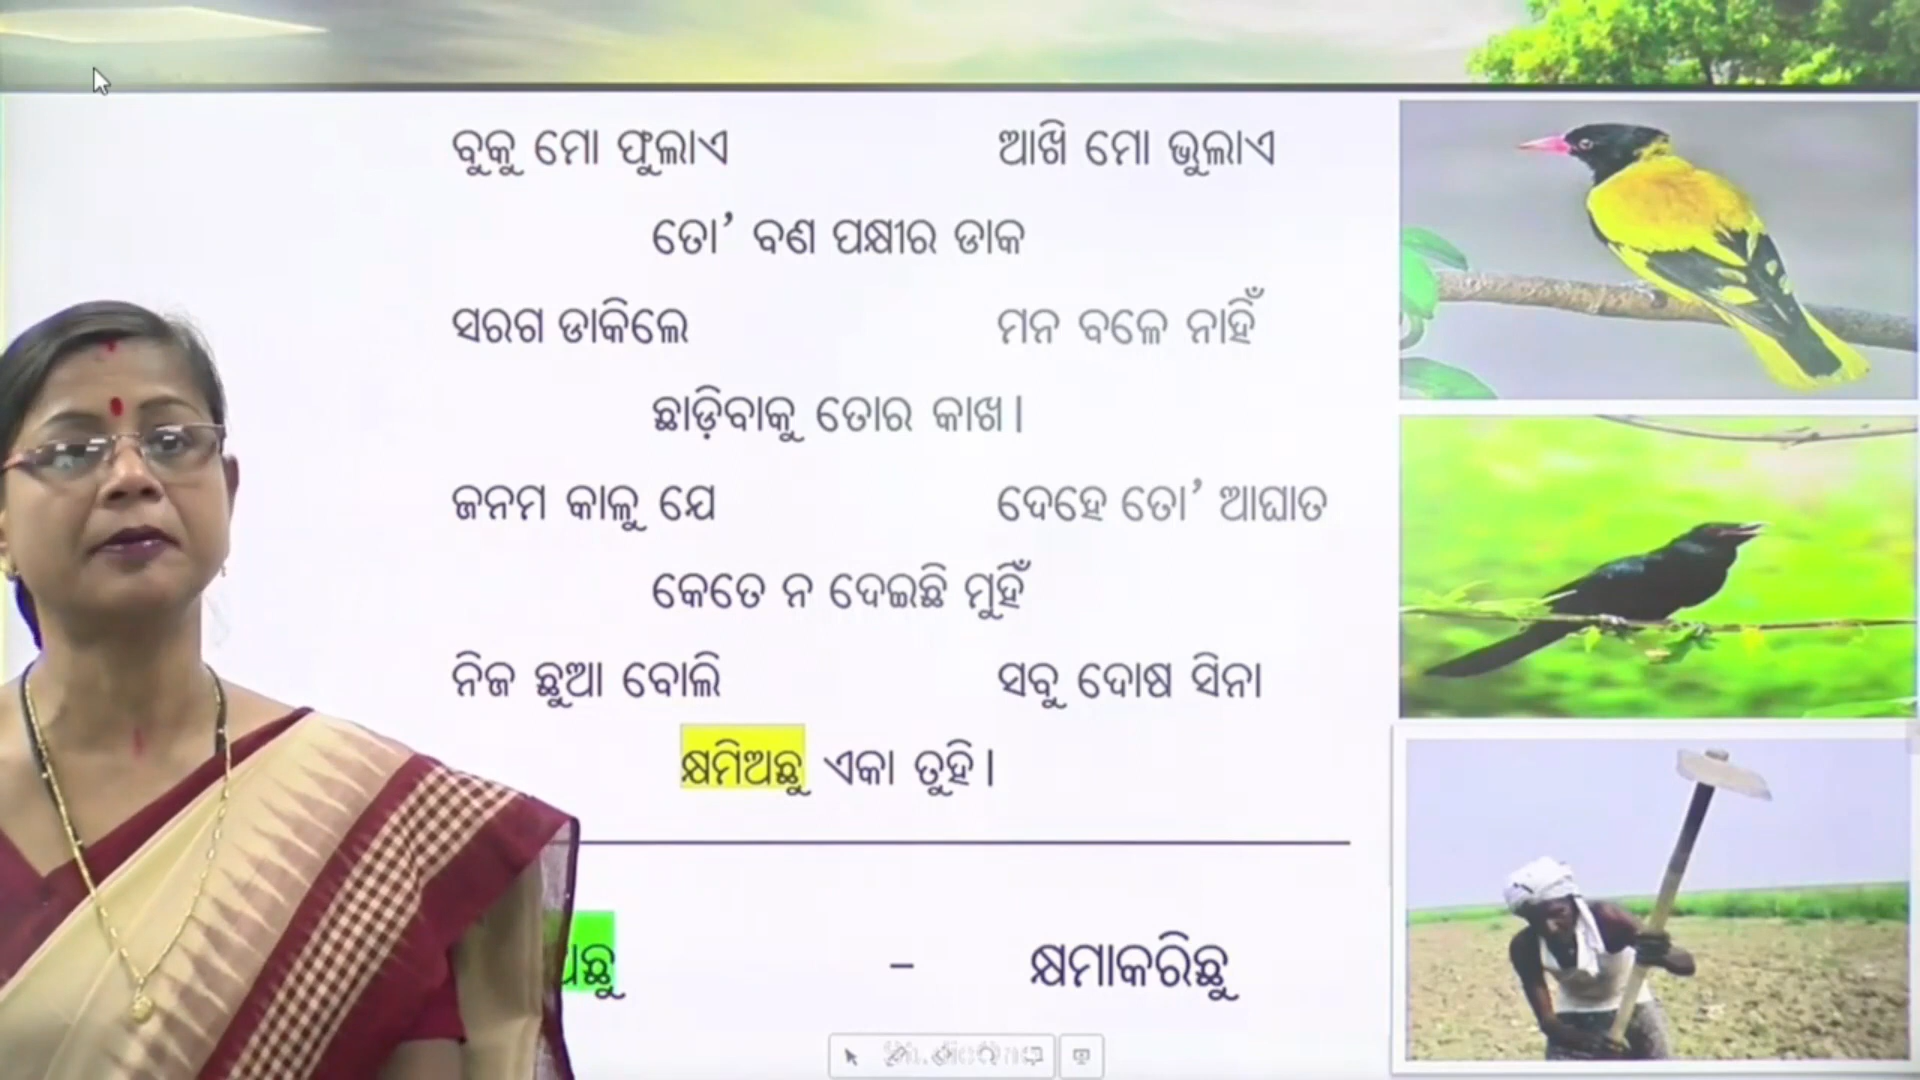 ବୁକୁ ମୋ ଫୁଲାଏ ଆଖି ମୋ ଭୁଲାଏ
ତୋ’ ବଣ ପକ୍ଷୀର ଡାକ
ସରଗ ଡାକିଲେ ମନ ବଳେ ନାହିଁ
ଛାଡ଼ିବାକୁ ତୋର କାଖ।
ଜନମ କାଳୁ ଯେ ଦେହେ ତୋ’ ଆଘାତ
କେତେ ନ ଦେଇଛି ମୁହିଁ
ନିଜ ଛୁଆ ବୋଲି ସବୁ ଦୋଷ ସିନା
କ୍ଷମିଅଛୁ ଏକା ତୁହି।
– କ୍ଷମାକରିଛୁ